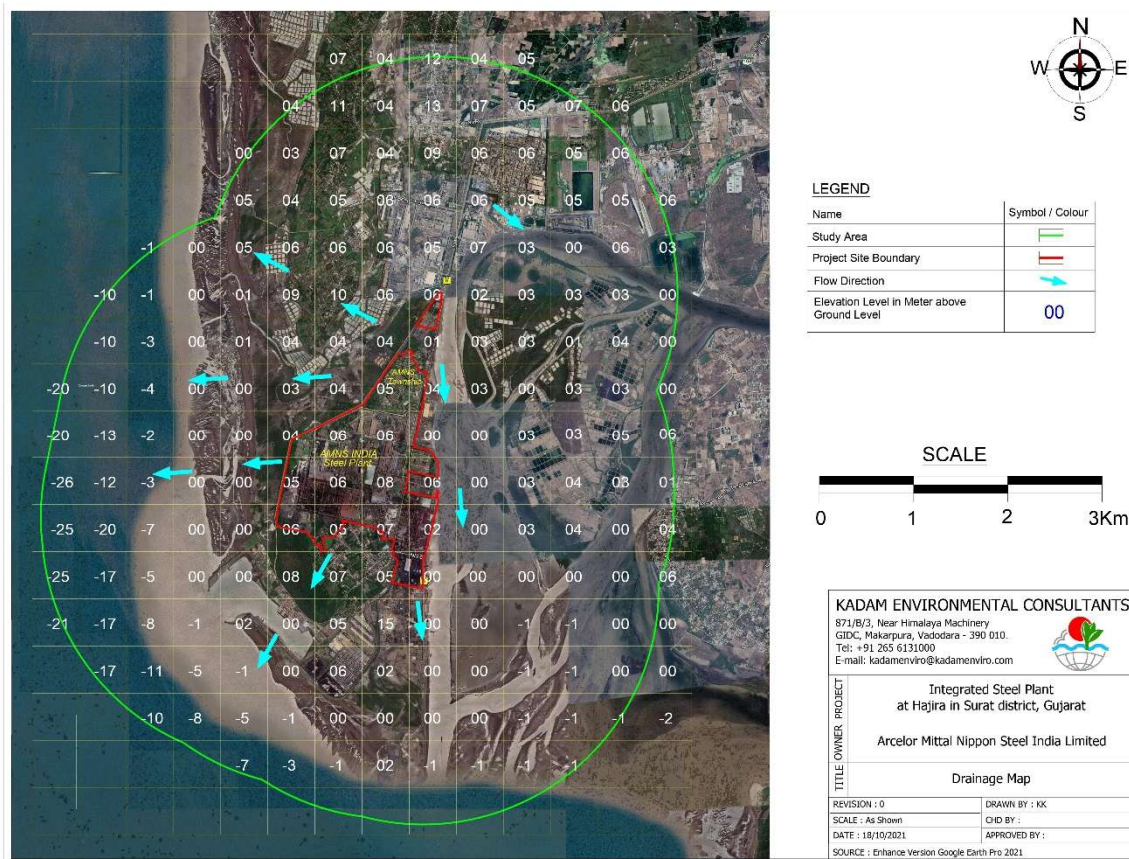 07 04 12 04 05
04 11 04 13 07 05 07 06
00 03 07 04 09 06 06 05 06
05 04 05 06 06 06 05 05 06
-1 00 05 06 06 06 05 07 03 00 06 03
-10 -1 00 01 09 10 06 06 02 03 03 03 00
-10 -3 00 01 04 04 04 01 03 03 01 04 00
AMNS
Township
-20 -10 -4 00 00 03 04 05 04 03 00 03 03 00
-20 -13 -2 00 00 04 06 06 00 00 03 03 05 06
AMNS INDIA
Steel Plant
-26 -12 -3 00 00 05 06 08 06 00 03 04 03 01
-25 -20 -7 00 00 06 05 07 02 00 03 04 00 04
-25 -17 -5 00 00 08 07 05 00 00 00 00 00 06
-21 -17 -8 -1 02 00 05 15 00 00 -1 -1 00 00
-17 -11 -5 -1 00 06 02 00 00 -1 -1 00 00
-10 -8 -5 -1 00 00 00 00 -1 -1 -1 -2
-7 -3 -1 02 -1 -1 -1 -1
N
W E
S
LEGEND
Name Symbol / Colour
Study Area
Project Site Boundary
Flow Direction
Elevation Level in Meter above
Ground Level
00
SCALE
0 1 2 3Km
KADAM ENVIRONMENTAL CONSULTANTS
871/B/3, Near Himalaya Machinery
GIDC, Makarpura, Vadodara - 390 010.
Tel: +91 265 6131000
E-mail: kadamenviro@kadamenviro.com
PROJECT
Integrated Steel Plant
at Hajira in Surat district, Gujarat
OWNER
Arcelor Mittal Nippon Steel India Limited
TITLE
Drainage Map
REVISION : 0 DRAWN BY : KK
SCALE : As Shown CHD BY :
DATE : 18/10/2021 APPROVED BY :
SOURCE : Enhance Version Google Earth Pro 2021